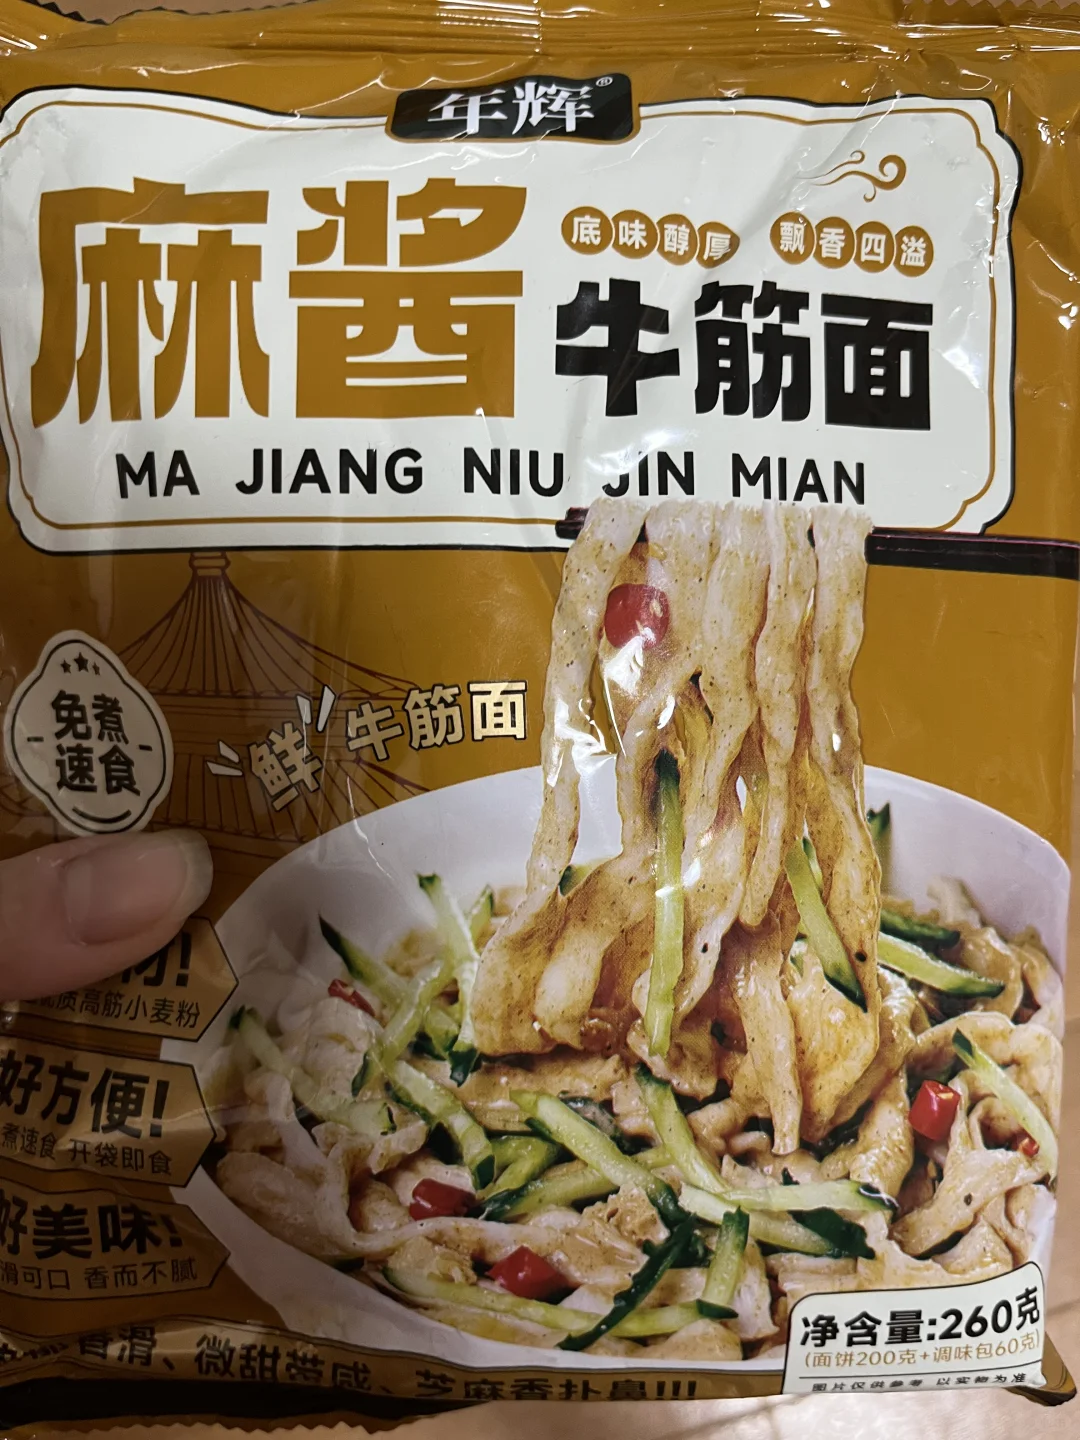 年辉®
麻酱
底味醇厚 飘香四溢
牛筋面
MA JIANG NIU JIN MIAN
免煮
速食
鲜牛筋面
材!
优质高筋小麦粉
好方便!
煮速食 开袋即食
好美味!
滑可口 香而不腻
香滑、微甜带咸、芝麻香扑鼻!!!
净含量:260克
(面饼200克+调味包60克)
图片仅供参考 以实物为准